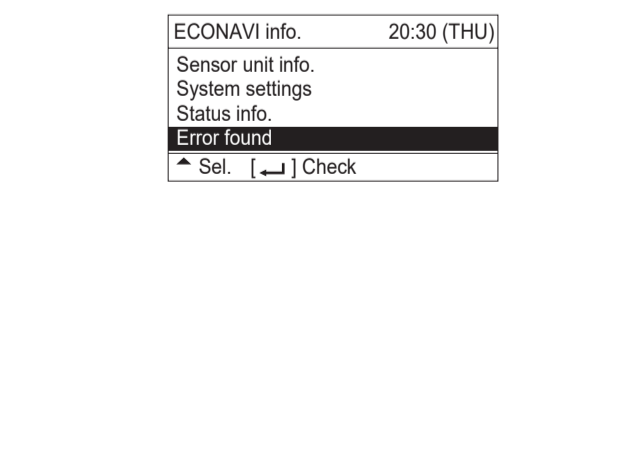 ECONAVI info. 20:30 (THU)
Sensor unit info.
System settings
Status info.
Error found
Sel. [ ] Check